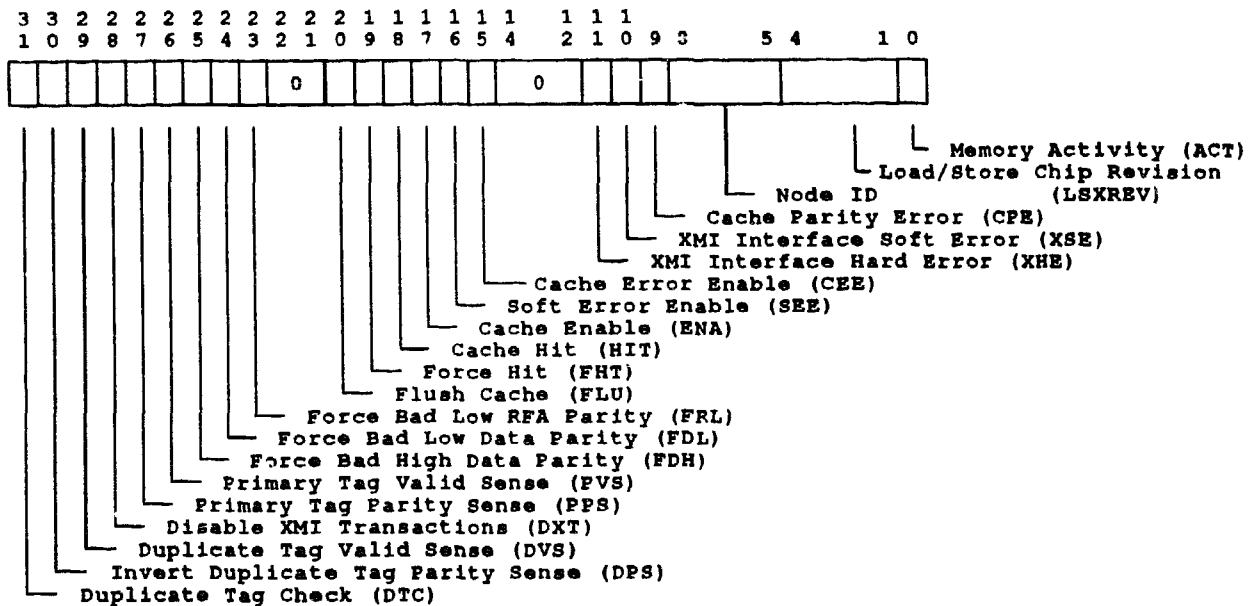 3 3 2 2 2 2 2 2 2 2 2 2 1 1 1 1 1 1 1 1 1
1 0 9 8 7 6 5 4 3 2 1 0 9 8 7 6 5 4 2 1 0 9 8 5 4 1 0
0 0
Memory Activity (ACT)
Load/Store Chip Revision
Node ID (LSXREV)
Cache Parity Error (CPE)
XMI Interface Soft Error (XSE)
XMI Interface Hard Error (XHE)
Cache Error Enable (CEE)
Soft Error Enable (SEE)
Cache Enable (ENA)
Cache Hit (HIT)
Force Hit (FHT)
Flush Cache (FLU)
Force Bad Low RFA Parity (FRL)
Force Bad Low Data Parity (FDL)
Force Bad High Data Parity (FDH)
Primary Tag Valid Sense (PVS)
Primary Tag Parity Sense (PPS)
Disable XMI Transactions (DXT)
Duplicate Tag Valid Sense (DVS)
Invert Duplicate Tag Parity Sense (DPS)
Duplicate Tag Check (DTC)